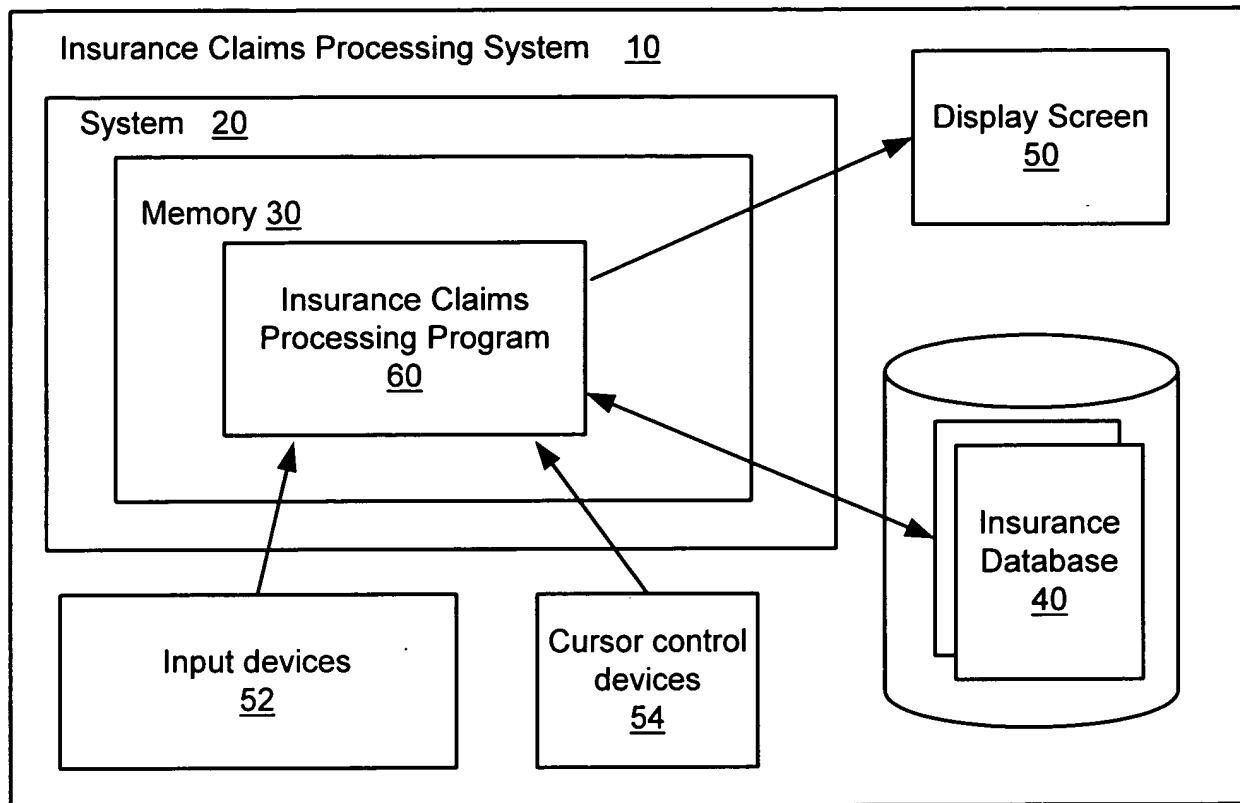 Insurance Claims Processing System 10
System 20
Memory 30
Insurance Claims
Processing Program
60
Display Screen
50
Insurance
Database
40
Input devices
52
Cursor control
devices
54